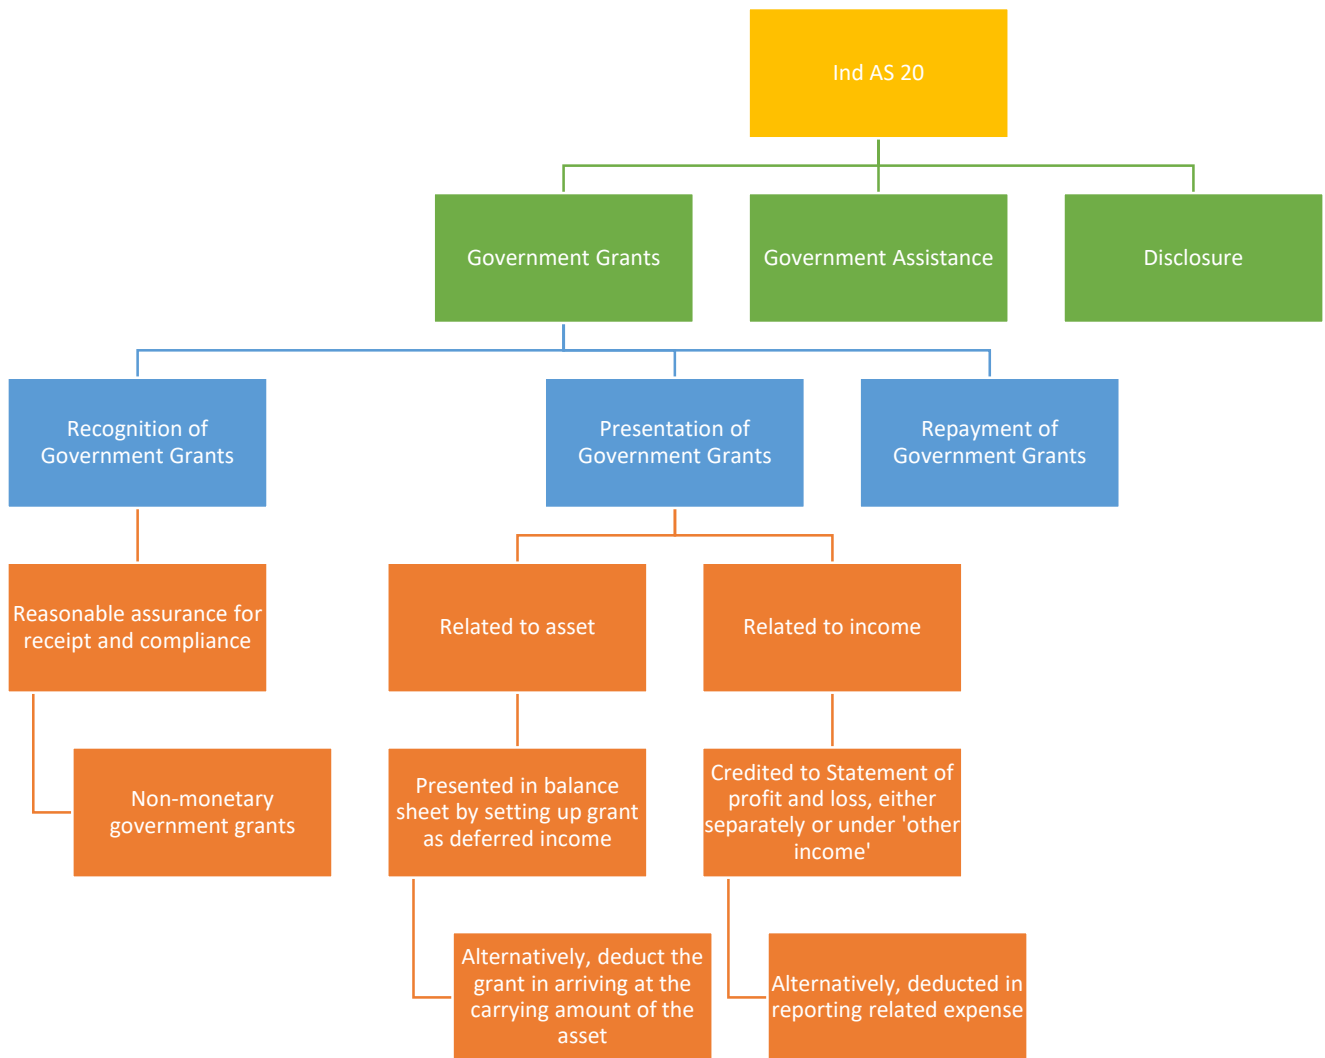 Ind AS 20
Government Grants
Government Assistance
Disclosure
Recognition of
Government Grants
Presentation of
Government Grants
Repayment of
Government Grants
Reasonable assurance for
receipt and compliance
Related to asset
Related to income
Non-monetary
government grants
Presented in balance
sheet by setting up grant
as deferred income
Credited to Statement of
profit and loss, either
separately or under 'other
income'
Alternatively, deduct the
grant in arriving at the
carrying amount of the
asset
Alternatively, deducted in
reporting related expense